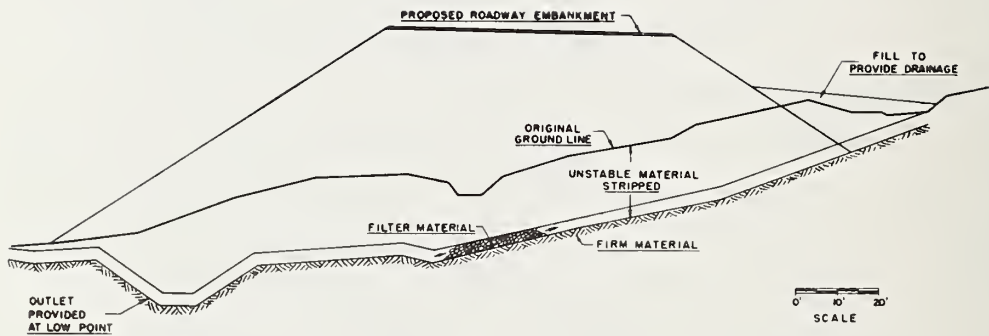 PROPOSED ROADWAY EMBANKMENT
FILL TO
PROVIDE DRAINAGE
ORIGINAL
GROUND LINE
UNSTABLE MATERIAL
STRIPPED
FILTER MATERIAL
FIRM MATERIAL
OUTLET
PROVIDED
AT LOW POINT
0' 10' 20'
SCALE